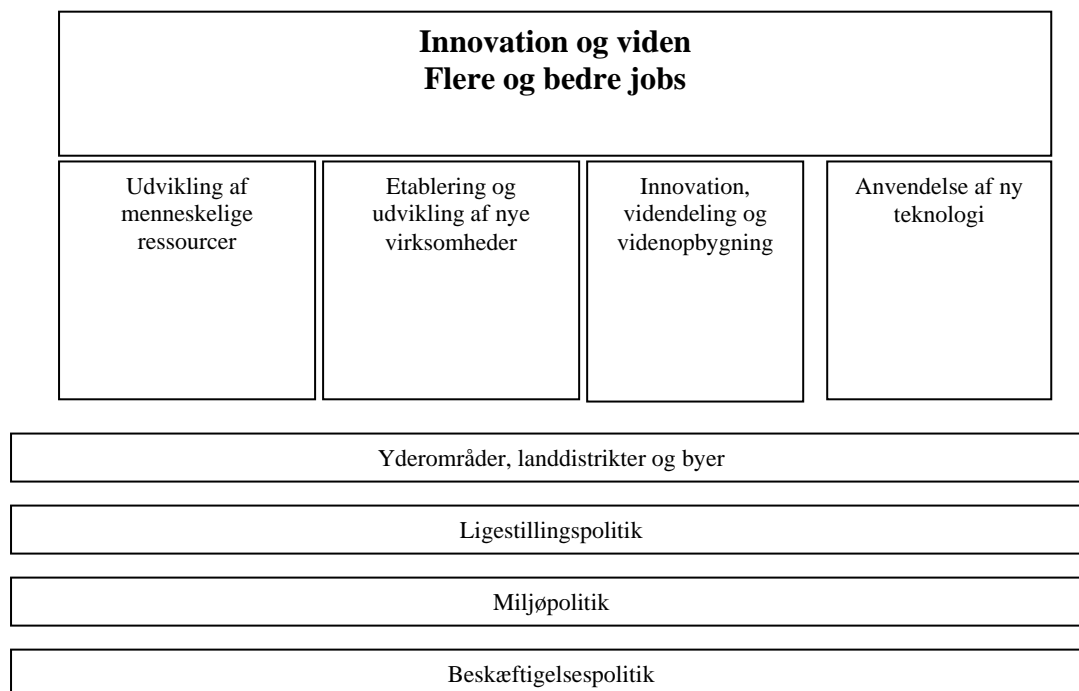 Innovation og viden
Flere og bedre jobs
Udvikling af
menneskelige
ressourcer
Etablering og
udvikling af nye
virksomheder
Innovation,
videndeling og
videnopbygning
Anvendelse af ny
teknologi
Yderområder, landdistrikter og byer
Ligestillingspolitik
Miljøpolitik
Beskæftigelsespolitik